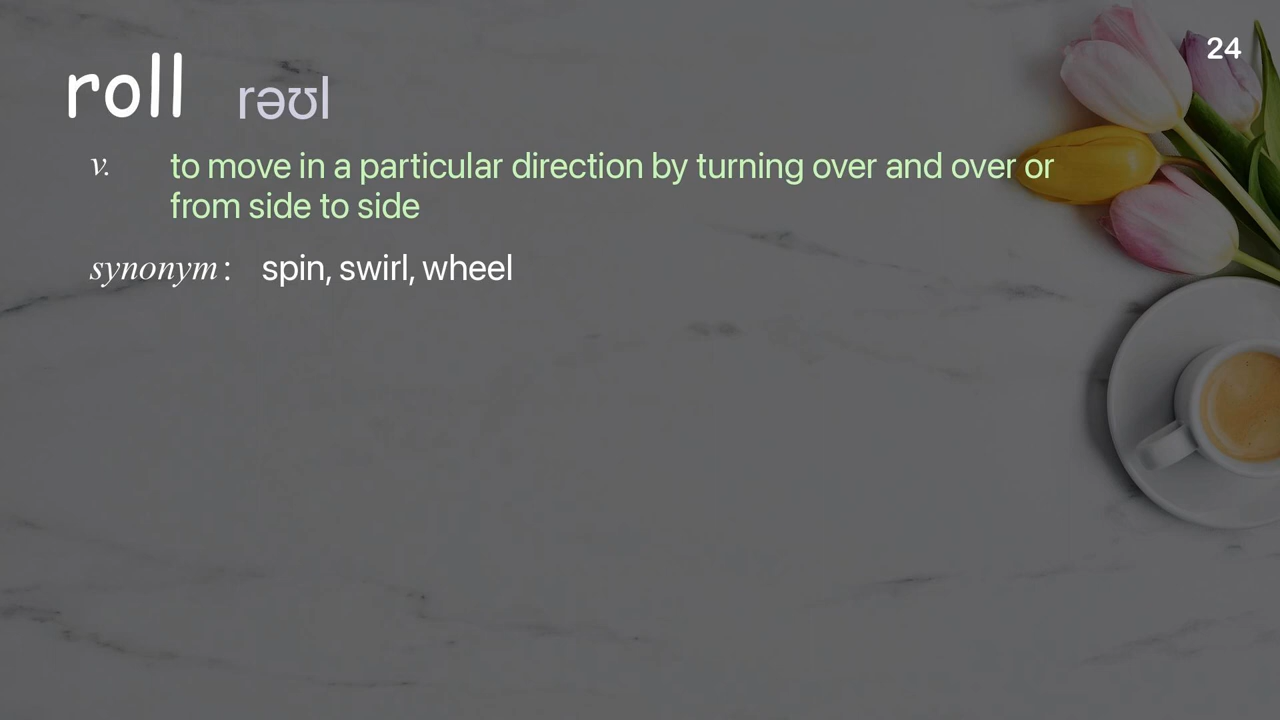 24
roll rəʊl
v. to move in a particular direction by turning over and over or
from side to side
synonym: spin, swirl, wheel